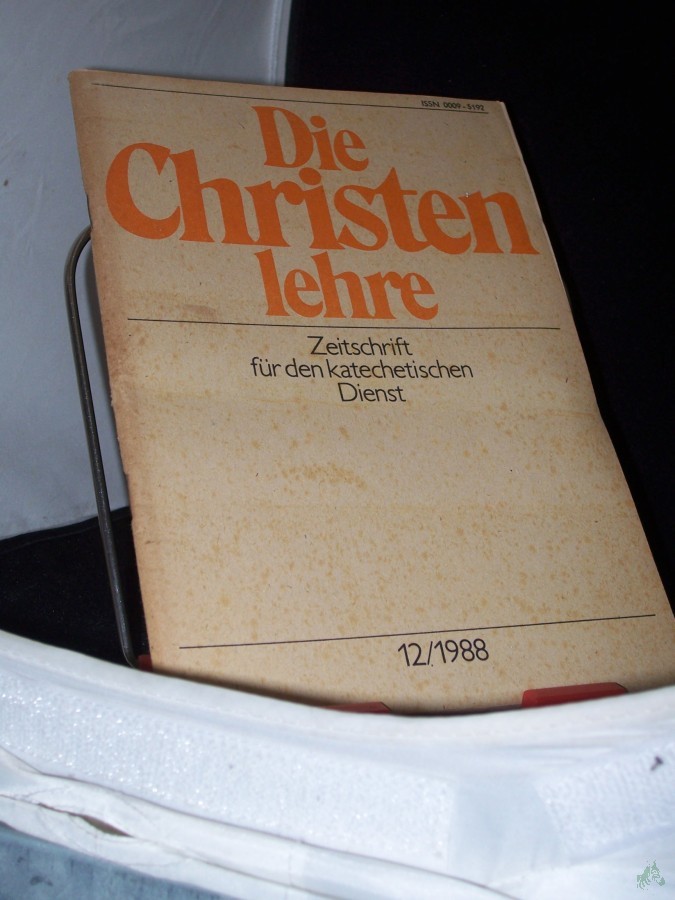 ISSN 0009-5192
Die
Christen
lehre
Zeitschrift
für den katechetischen
Dienst
12/1988